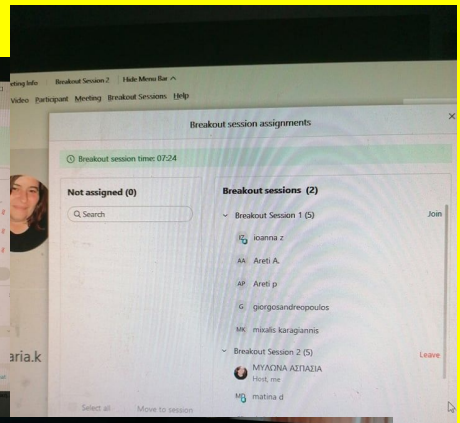 eting Info Breakout Session 2 Hide Menu Bar
Video Participant Meeting Breakout Sessions Help
Breakout session assignments
Breakout session time: 07:24
Not assigned (0)
Search
Breakout sessions (2)
Breakout Session 1 (5)
Join
IZ ioanna z
AA Areti A.
AP Areti p
G giorgosandreopoulos
MK mixalis karagiannis
Breakout Session 2 (5)
Leave
ΜΥΛΩΝΑ ΑΣΠΑΣΙΑ
Host, me
matina d
aria.k
Select all Move to session